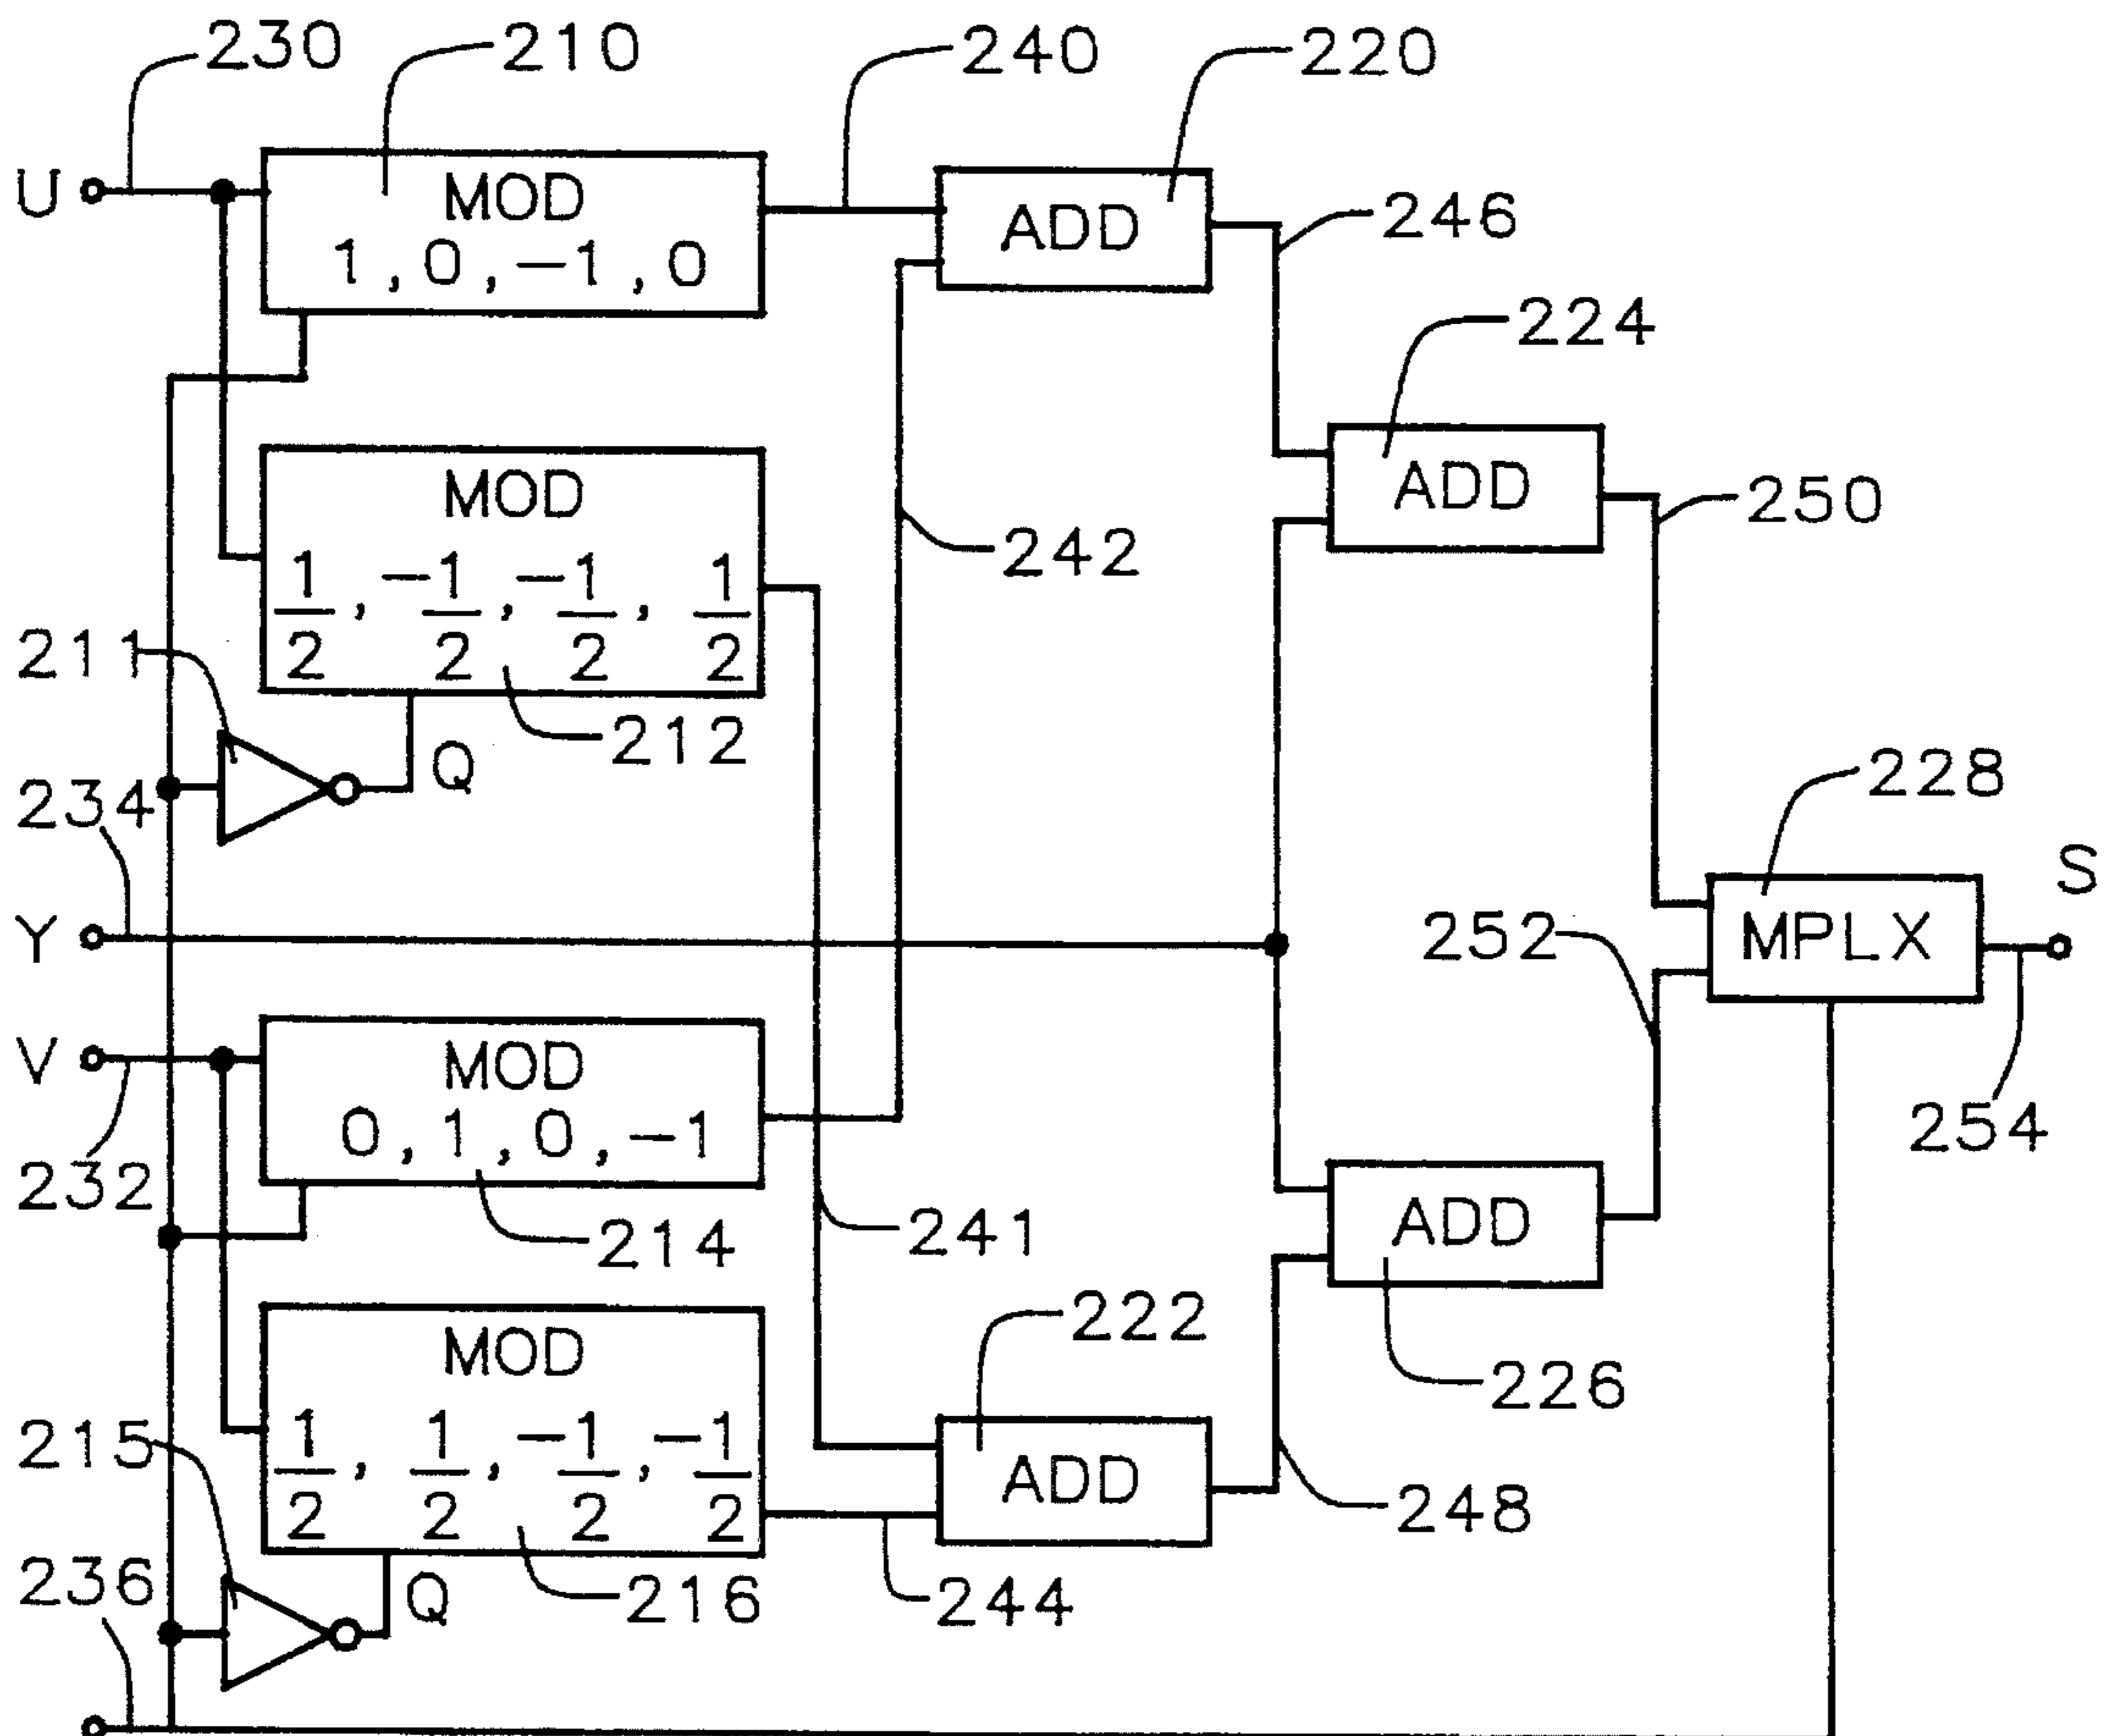 230
210
240
220
U
MOD
1, 0, -1, 0
ADD
246
224
MOD
1/2, -1/2, -1/2, 1/2
ADD
250
242
211
212
Q
234
228
S
Y
252
MPLX
V
MOD
0, 1, 0, -1
254
232
214
241
ADD
222
MOD
1/2, 1/2, -1/2, -1/2
226
215
ADD
248
236
Q
216
244